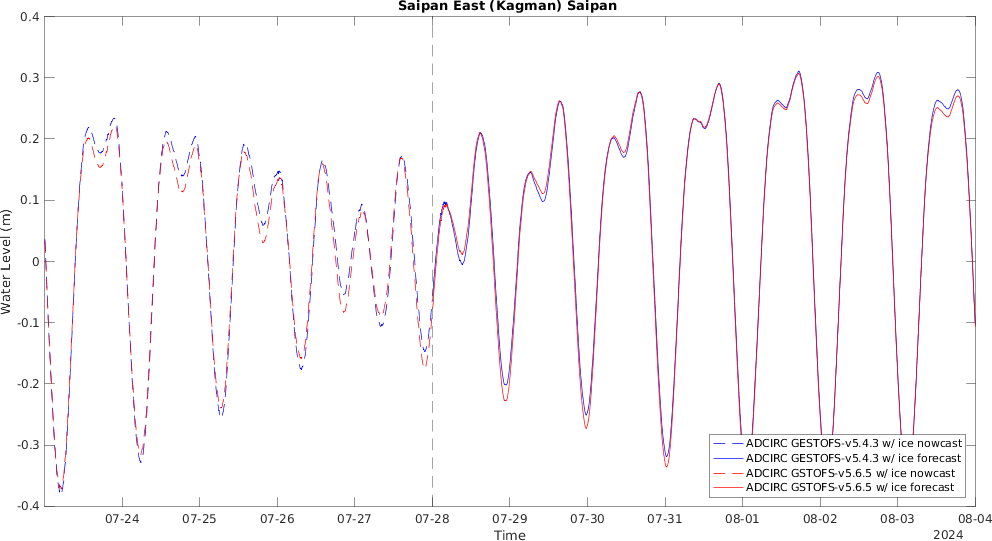 Saipan East (Kagman) Saipan
Water Level (m)
0.4
0.3
0.2
0.1
0
-0.1
-0.2
-0.3
-0.4
ADCIRC GESTOFS-v5.4.3 w/ ice nowcast
ADCIRC GESTOFS-v5.4.3 w/ ice forecast
ADCIRC GSTOFS-v5.6.5 w/ ice nowcast
ADCIRC GSTOFS-v5.6.5 w/ ice forecast
07-24 07-25 07-26 07-27 07-28 07-29 07-30 07-31 08-01 08-02 08-03 08-04
Time
2024